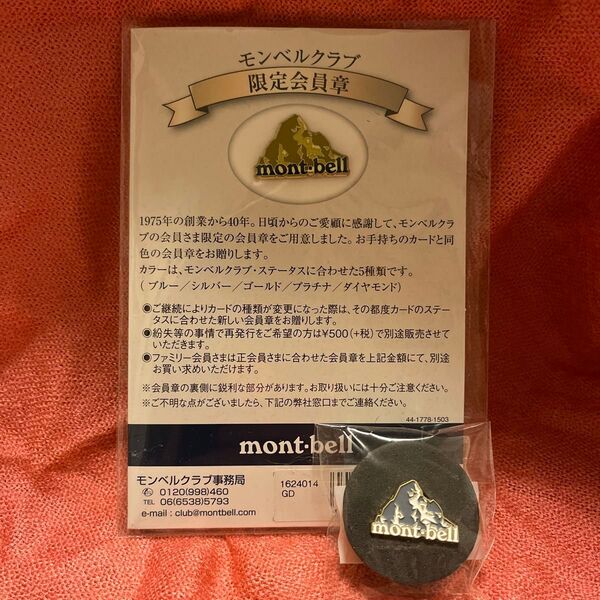 モンベルクラブ
限定会員章
mont-bell
1975年の創業から40年。日頃からのご愛顧に感謝して、モンベルクラ
ブの会員さま限定の会員章をご用意しました。お手持ちのカードと同
色の会員章をお贈りします。
カラーは、モンベルクラブ・ステータスに合わせた5種類です。
（ブルー／シルバー／ゴールド／プラチナ／ダイヤモンド）
●ご継続によりカードの種類が変更になった際は、その都度カードのステー
タスに合わせた新しい会員章をお贈りします。
●紛失等の事情で再発行をご希望の方は¥500（+税）で別途販売させて
いただきます。
●ファミリー会員さまは正会員さまに合わせた会員章を上記金額にて、別途
お買い求めいただけます。
※会員章の裏側に鋭利な部分があります。お取り扱いには十分ご注意ください。
※ご不明な点がございましたら、下記の弊社窓口までご連絡ください。
44-1778-1503
mont-bell
モンベルクラブ事務局
0120(998)460
TEL 06(6538)5793
e-mail : club@montbell.com
1624014
GD
mont-bell